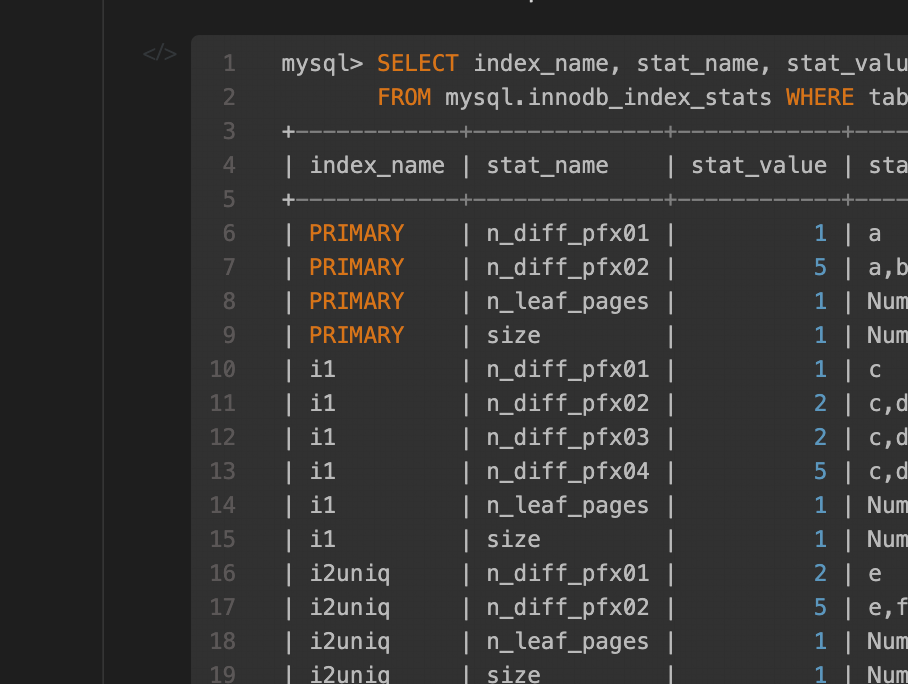 </>
1 mysql> SELECT index_name, stat_name, stat_valu
2 FROM mysql.innodb_index_stats WHERE tab
3 +------------+--------------+------------+----
4 | index_name | stat_name | stat_value | sta
5 +------------+--------------+------------+----
6 | PRIMARY | n_diff_pfx01 | 1 | a
7 | PRIMARY | n_diff_pfx02 | 5 | a,b
8 | PRIMARY | n_leaf_pages | 1 | Num
9 | PRIMARY | size | 1 | Num
10 | i1 | n_diff_pfx01 | 1 | c
11 | i1 | n_diff_pfx02 | 2 | c,d
12 | i1 | n_diff_pfx03 | 2 | c,d
13 | i1 | n_diff_pfx04 | 5 | c,d
14 | i1 | n_leaf_pages | 1 | Num
15 | i1 | size | 1 | Num
16 | i2uniq | n_diff_pfx01 | 2 | e
17 | i2uniq | n_diff_pfx02 | 5 | e,f
18 | i2uniq | n_leaf_pages | 1 | Num
19 | i2uniq | size | 1 | Num